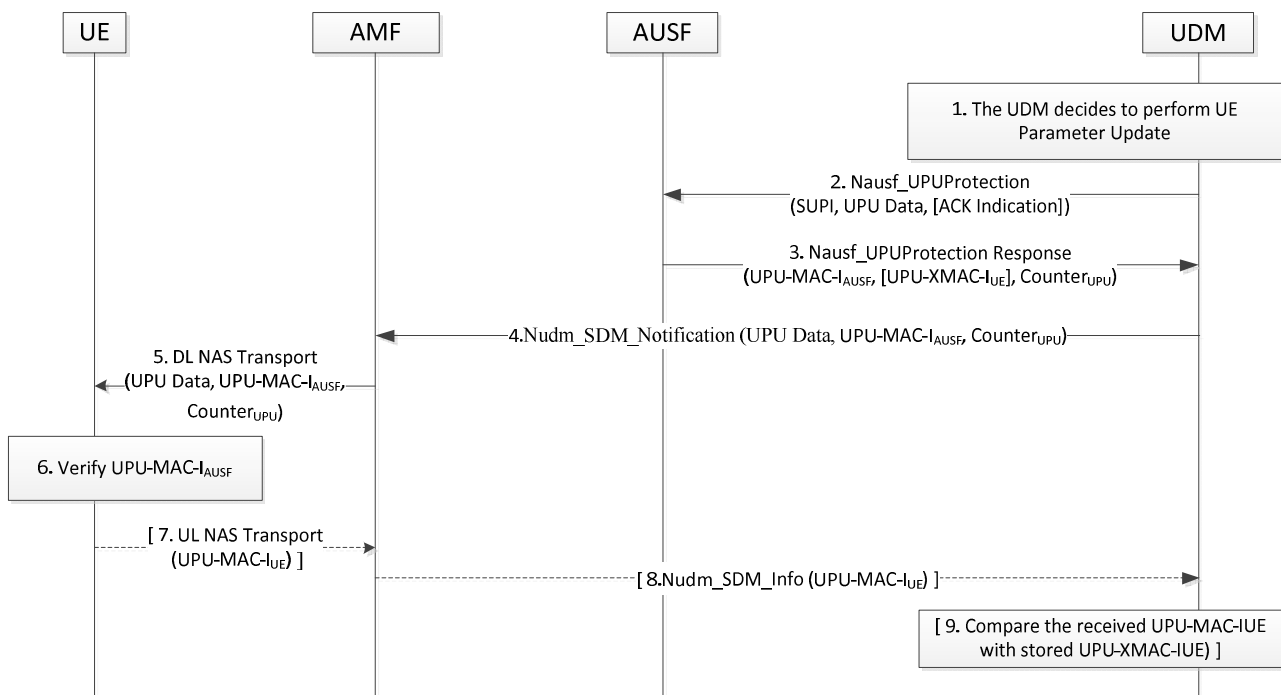 UE
AMF
AUSF
UDM
1. The UDM decides to perform UE
Parameter Update
2. Nausf_UPUProtection
(SUPI, UPU Data, [ACK Indication])
3. Nausf_UPUProtection Response
(UPU-MAC-IAUSF, [UPU-XMAC-IUE], CounterUPU)
4.Nudm_SDM_Notification (UPU Data, UPU-MAC-IAUSF, CounterUPU)
5. DL NAS Transport
(UPU Data, UPU-MAC-IAUSF,
CounterUPU)
6. Verify UPU-MAC-IAUSF
[ 7. UL NAS Transport
(UPU-MAC-IUE) ]
[ 8.Nudm_SDM_Info (UPU-MAC-IUE) ]
[ 9. Compare the received UPU-MAC-IUE
with stored UPU-XMAC-IUE) ]